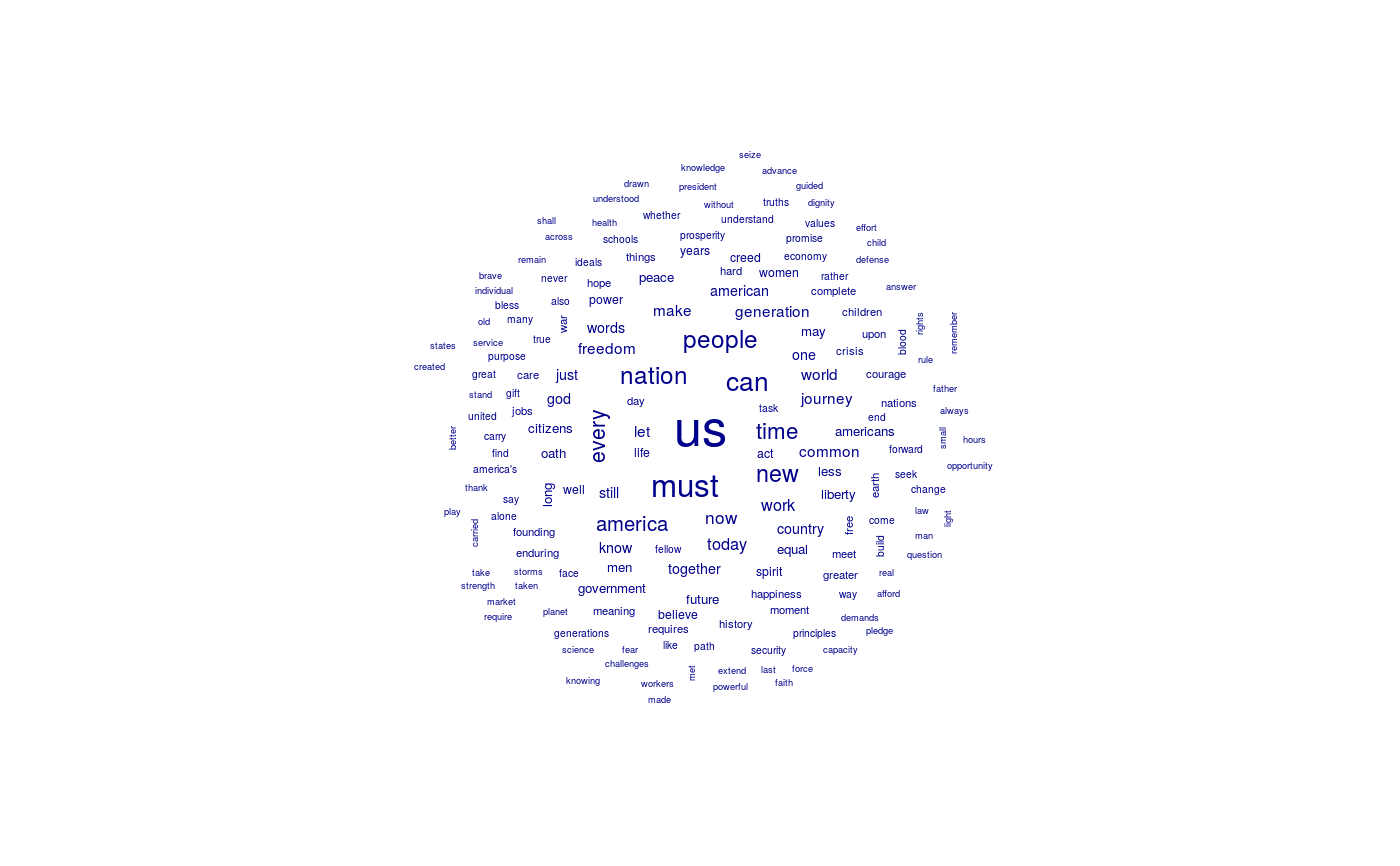 seize
knowledge
advance
drawn
president
guided
understood
without
truths
dignity
shall
health
whether
understand
values
effort
across
schools
prosperity
promise
child
remain
ideals
things
years
creed
economy
defense
brave
never
hope
peace
hard
women
rather
individual
bless
also
power
american
complete
answer
old
many
war
words
make
generation
children
rights
remember
states
service
true
freedom
people
may
upon
blood
created
purpose
one
crisis
rule
great
care
just
nation
can
world
courage
stand
gift
god
day
task
journey
nations
father
united
jobs
every
us
end
always
better
carry
citizens
let
time
americans
small
hours
find
oath
life
act
common
forward
opportunity
america's
new
less
seek
thank
say
long
well
still
must
liberty
earth
change
play
alone
work
law
light
carried
founding
america
now
country
free
come
man
enduring
know
fellow
today
equal
meet
build
question
take
storms
face
men
together
spirit
greater
real
strength
taken
government
happiness
way
afford
market
future
require
planet
meaning
believe
moment
demands
generations
requires
history
principles
pledge
science
fear
like
path
security
capacity
challenges
met
extend
last
force
knowing
workers
powerful
faith
made